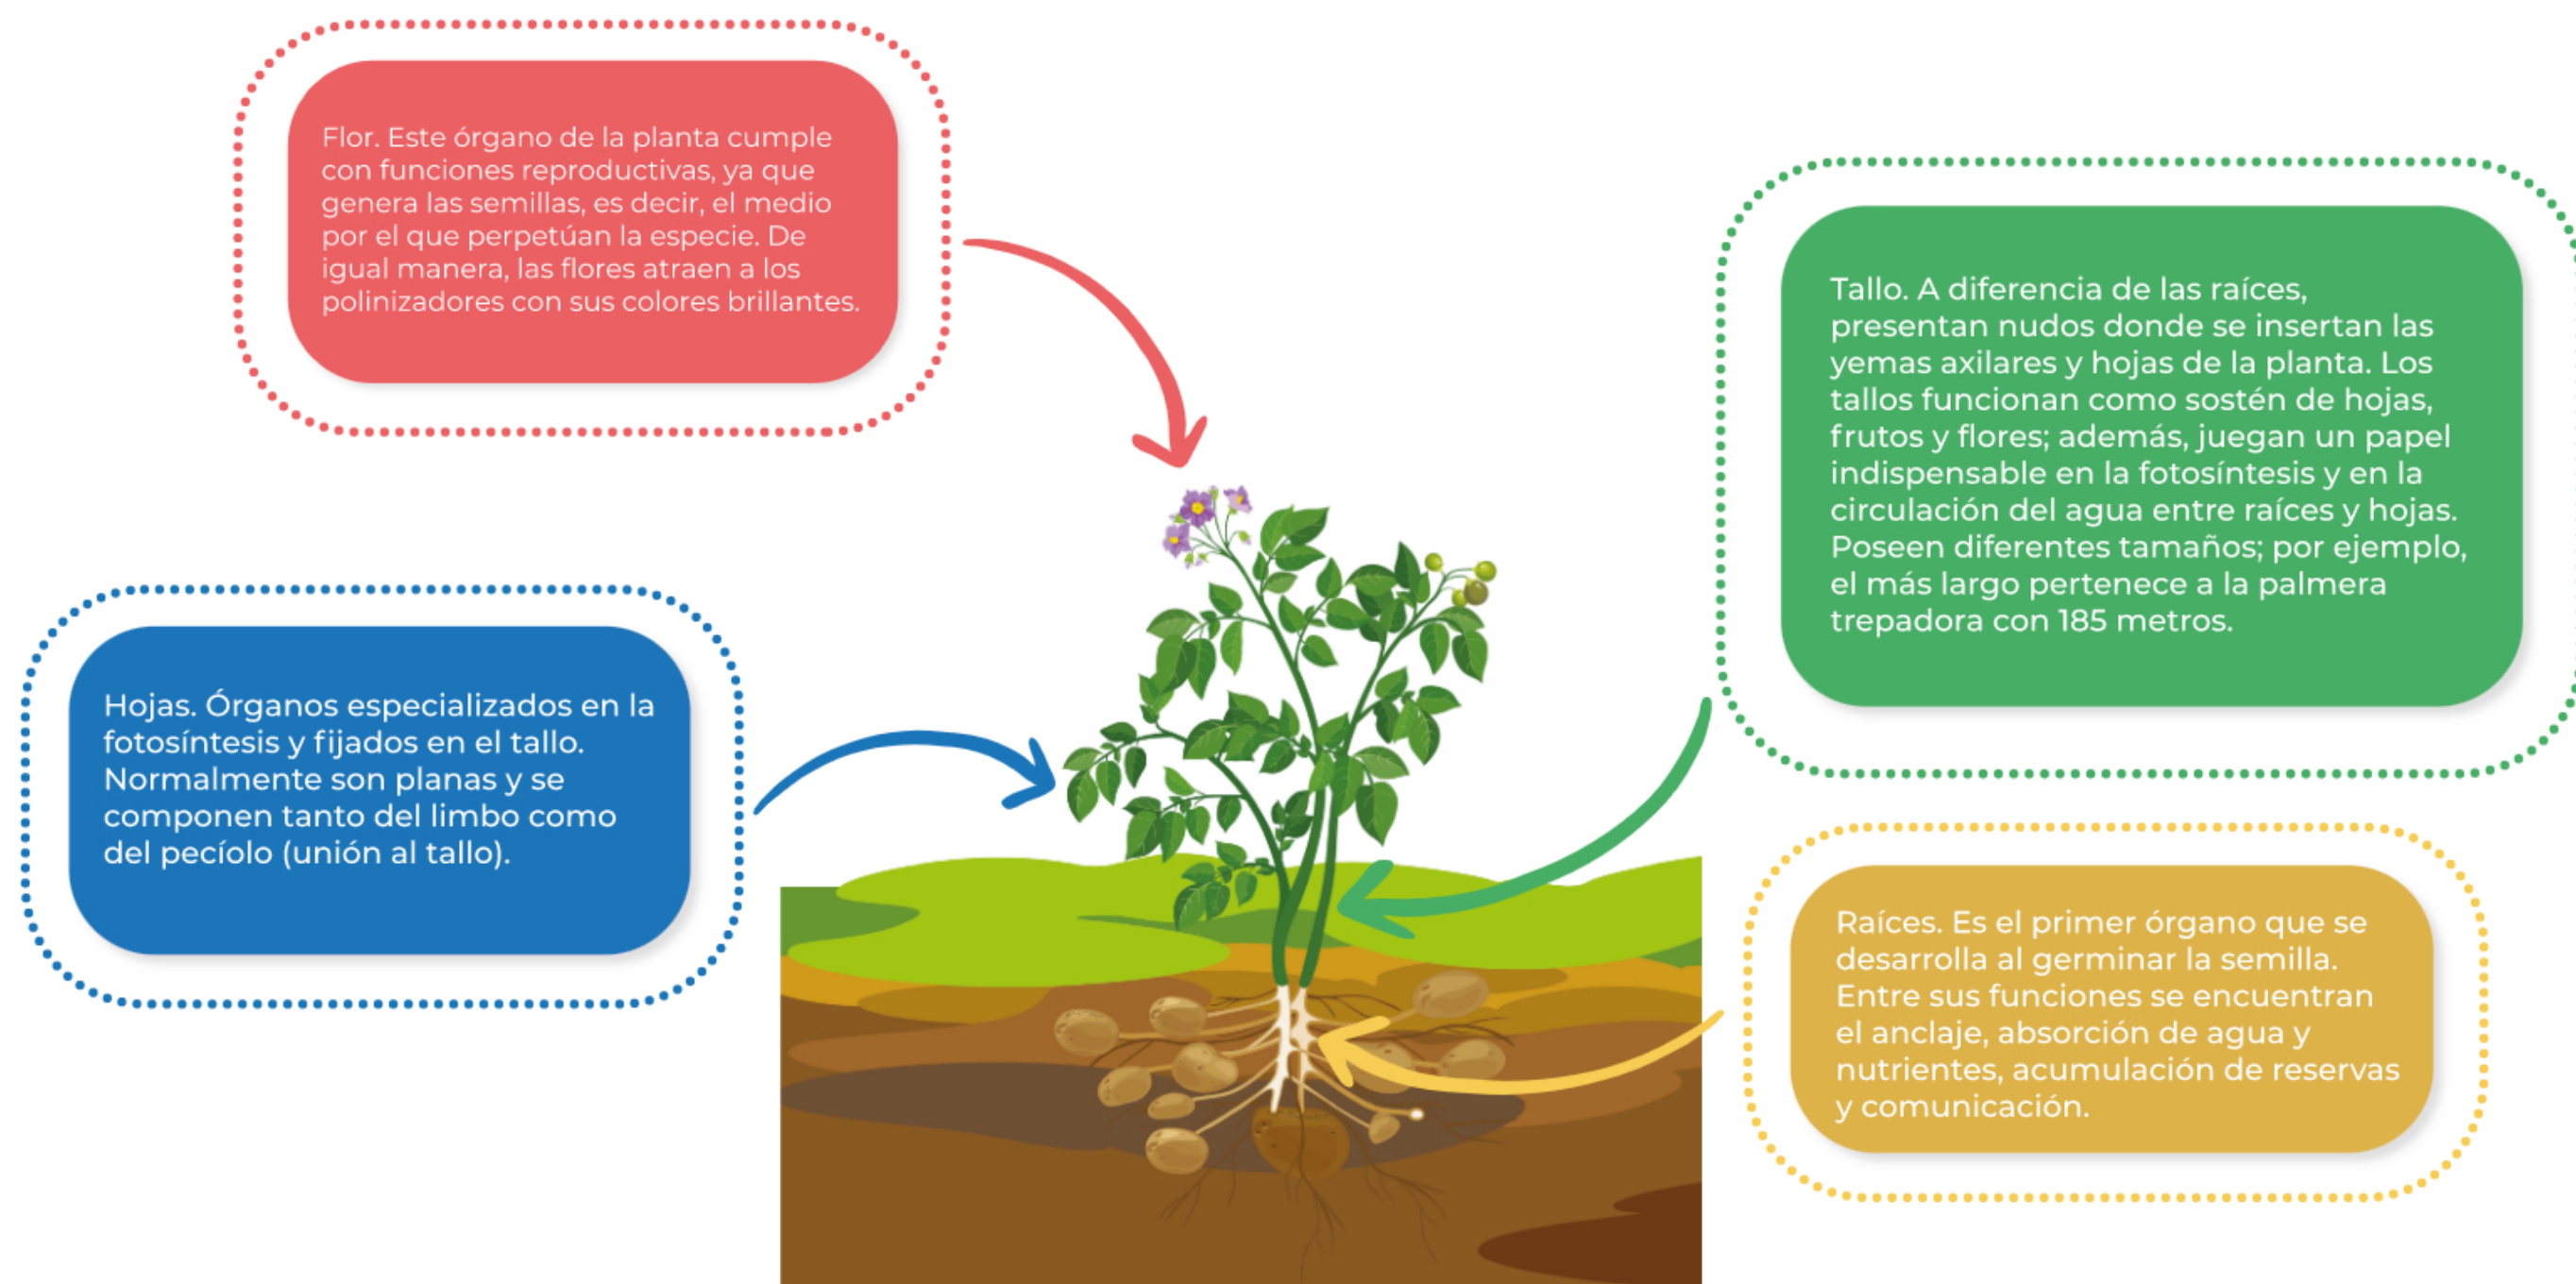 Flor. Este órgano de la planta cumple
con funciones reproductivas, ya que
genera las semillas, es decir, el medio
por el que perpetúan la especie. De
igual manera, las flores atraen a los
polinizadores con sus colores brillantes.
Tallo. A diferencia de las raíces,
presentan nudos donde se insertan las
yemas axilares y hojas de la planta. Los
tallos funcionan como sostén de hojas,
frutos y flores; además, juegan un papel
indispensable en la fotosíntesis y en la
circulación del agua entre raíces y hojas.
Poseen diferentes tamaños; por ejemplo,
el más largo pertenece a la palmera
trepadora con 185 metros.
Hojas. Órganos especializados en la
fotosíntesis y fijados en el tallo.
Normalmente son planas y se
componen tanto del limbo como
del pecíolo (unión al tallo).
Raíces. Es el primer órgano que se
desarrolla al germinar la semilla.
Entre sus funciones se encuentran
el anclaje, absorción de agua y
nutrientes, acumulación de reservas
y comunicación.